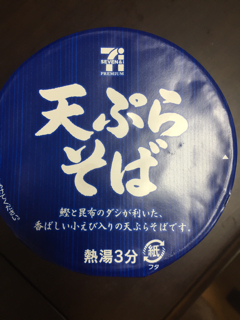 7i
SEVEN&i
PREMIUM
天ぷら
そば
鰹と昆布のダシが利いた、
香ばしい小えび入りの天ぷらそばです。
熱湯3分
紙
フタ